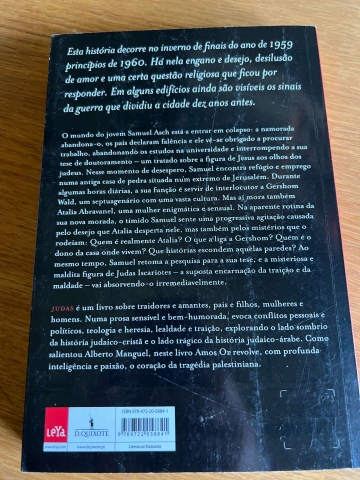 Esta história decorre no inverno de finais do ano de 1959
princípios de 1960. Há nela engano e desejo, desilusão
de amor e uma certa questão religiosa que ficou por
responder. Em alguns edifícios ainda são visíveis os sinais
da guerra que dividiu a cidade dez anos antes.
O mundo do jovem Samuel Asch está a entrar em colapso: a namorada
abandona-o, os pais declaram falência e ele vê-se obrigado a procurar
trabalho, abandonando os estudos na universidade e interrompendo a sua
tese de doutoramento – um tratado sobre a figura de Jesus aos olhos dos
judeus. Nesse momento de desespero, Samuel encontra refúgio e emprego
numa antiga casa de pedra situada num extremo de Jerusalém. Durante
algumas horas diárias, a sua função é servir de interlocutor a Gershom
Wald, um septuagenário com uma vasta cultura. Mas aí mora também
Atalia Abravanel, uma mulher enigmática e sensual. Na aparente rotina da
sua nova morada, o tímido Samuel sente uma progressiva agitação causada
pelo desejo que Atalia desperta nele, mas também pelos mistérios que o
rodeiam: Quem é realmente Atalia? O que a liga a Gershom? Quem é o
dono da casa onde vivem? Que histórias escondem aquelas paredes? Ao
mesmo tempo, Samuel retoma a pesquisa para a sua tese, e a misteriosa e
maldita figura de Judas Iscariotes – a suposta encarnação da traição e da
maldade – vai absorvendo-o irremediavelmente.
JUDAS é um livro sobre traidores e amantes, pais e filhos, mulheres e
homens. Numa prosa sensível e bem-humorada, evoca conflitos pessoais e
políticos, teologia e heresia, lealdade e traição, explorando o lado sombrio
da história judaico-cristã e o lado trágico da história judaico-árabe. Como
salientou Alberto Manguel, neste livro Amos Oz revolve, com profunda
inteligência e paixão, o coração da tragédia palestiniana.
LeYa
D. QUIXOTE
ISBN 978-972-20-5884-1
9 789722 058841
Literatura Traduzida